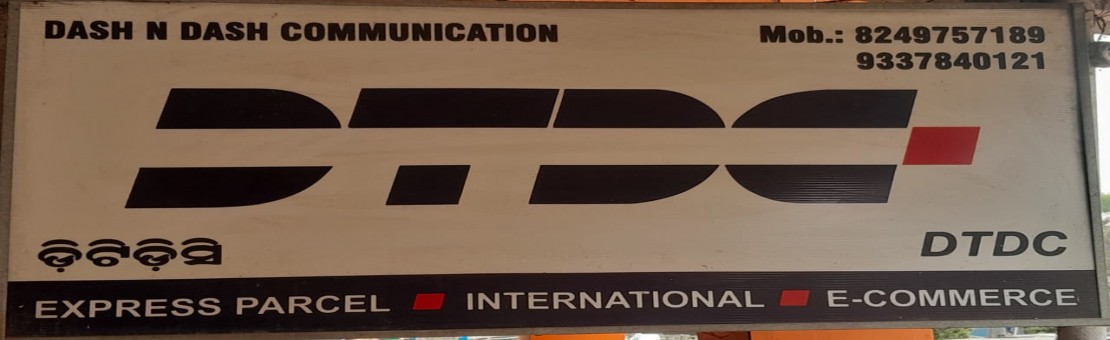 DASH N DASH COMMUNICATION Mob.: 8249757189
9337840121
DTDC
ଡ଼ିଟିଡ଼ିସି DTDC
EXPRESS PARCEL INTERNATIONAL E-COMMERCE